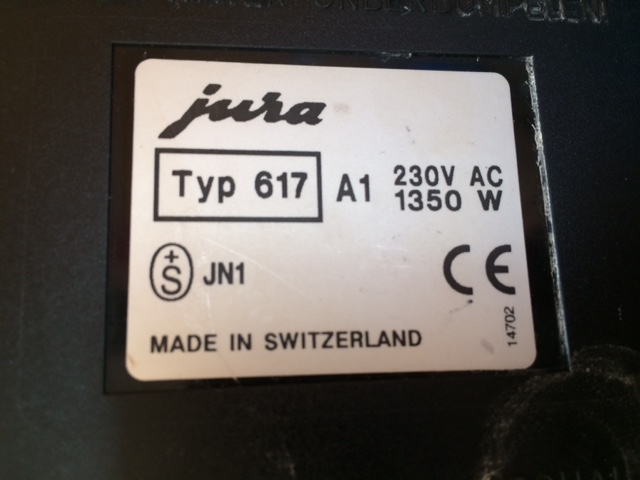 jura
Typ 617 A1 230V AC
1350 W
+
S JN1 CE
14702
MADE IN SWITZERLAND